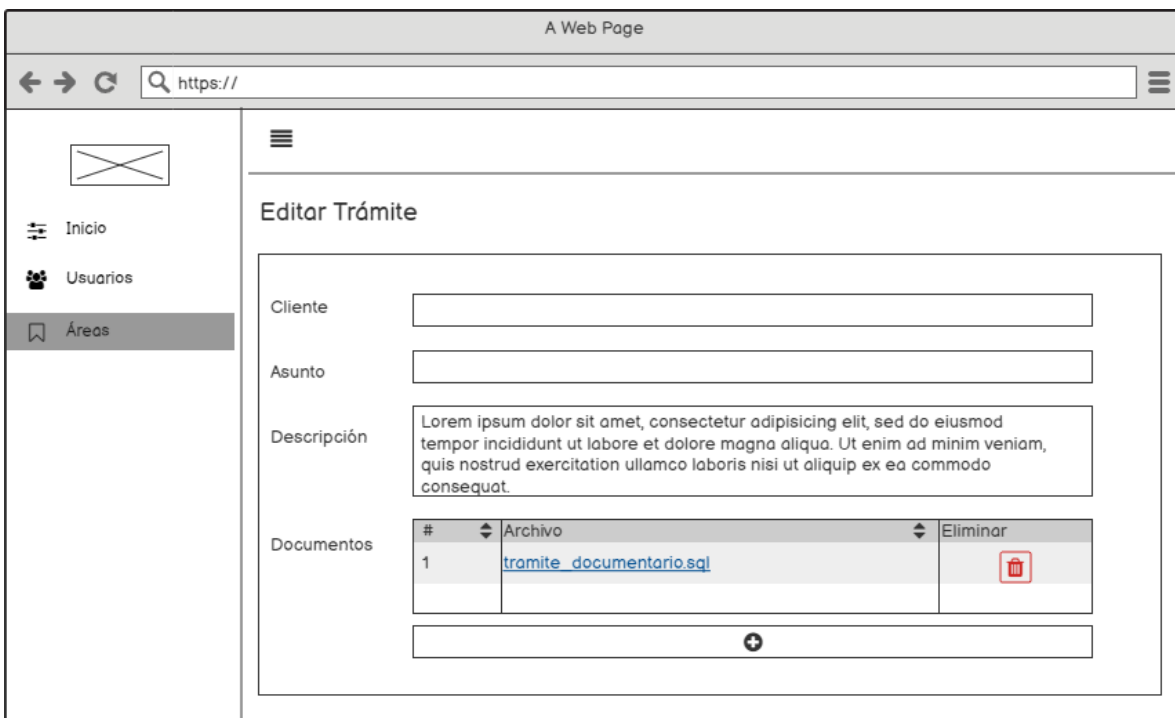 A Web Page
https://
Inicio
Usuarios
Áreas
Editar Trámite
Cliente
Asunto
Descripción
Lorem ipsum dolor sit amet, consectetur adipisicing elit, sed do eiusmod
tempor incididunt ut labore et dolore magna aliqua. Ut enim ad minim veniam,
quis nostrud exercitation ullamco laboris nisi ut aliquip ex ea commodo
consequat.
Documentos
# Archivo Eliminar
1 tramite_documentario.sql